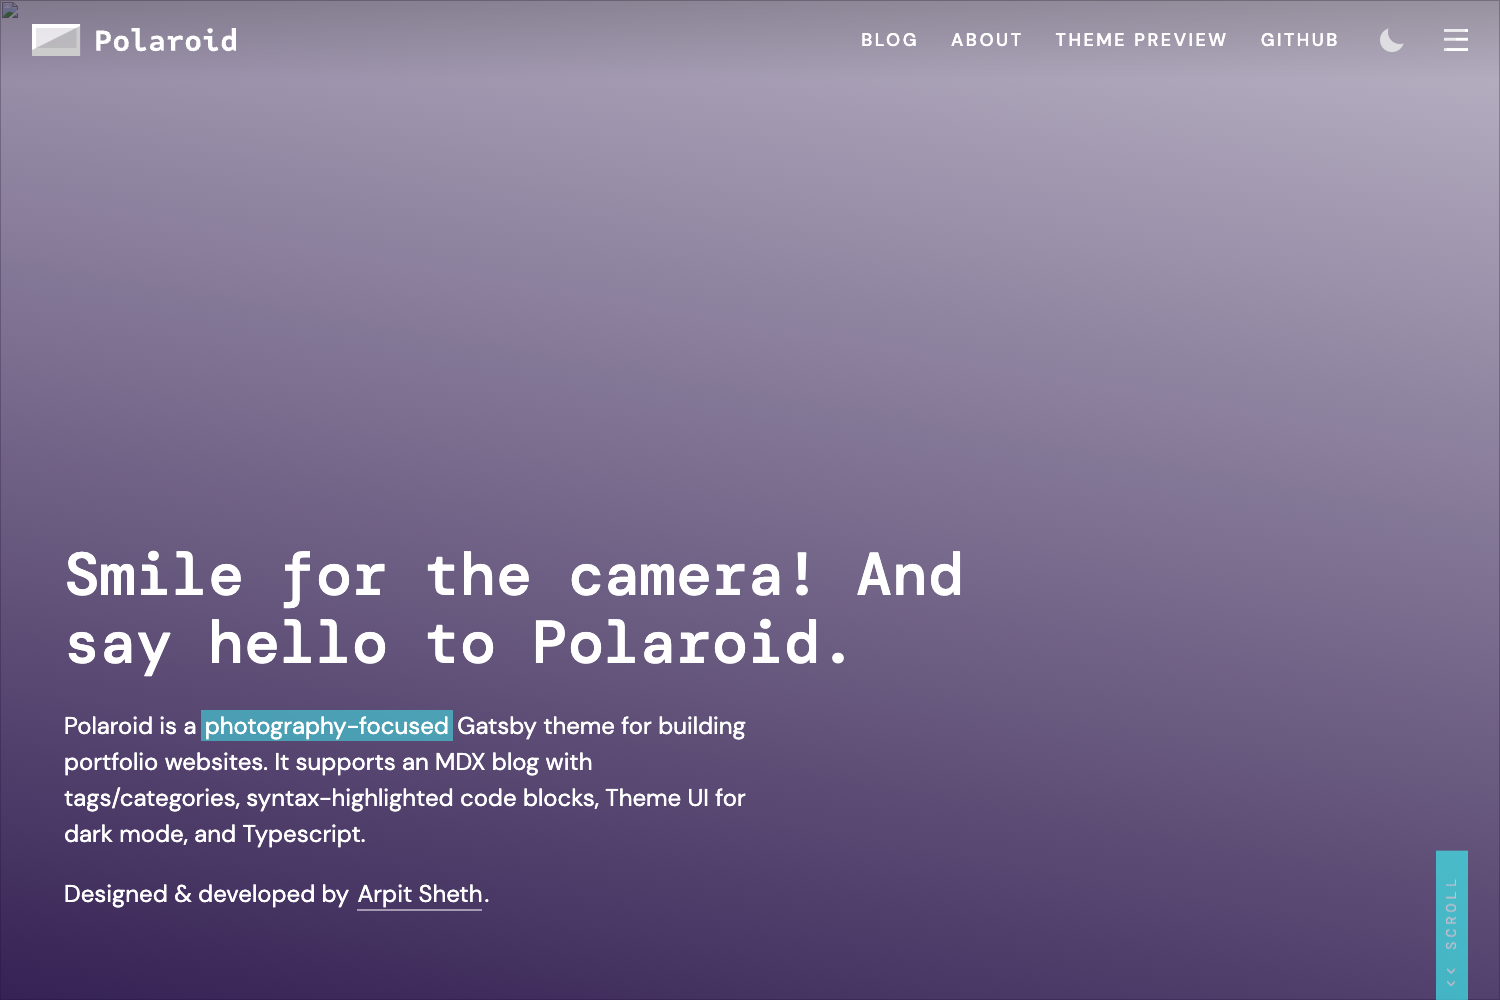 Polaroid
BLOG ABOUT THEME PREVIEW GITHUB
Smile for the camera! And
say hello to Polaroid.
Polaroid is a photography-focused Gatsby theme for building
portfolio websites. It supports an MDX blog with
tags/categories, syntax-highlighted code blocks, Theme UI for
dark mode, and Typescript.
Designed & developed by Arpit Sheth.
<< SCROLL